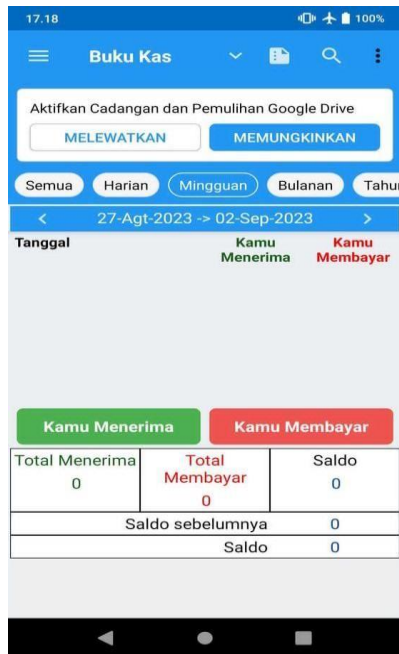 17.18 100%
Buku Kas
Aktifkan Cadangan dan Pemulihan Google Drive
MELEWATKAN MEMUNGKINKAN
Semua Harian Mingguan Bulanan Tahu
< 27-Agt-2023 -> 02-Sep-2023 >
Tanggal Kamu Menerima Kamu Membayar
Kamu Menerima Kamu Membayar
Total Menerima Total Membayar Saldo
0 0 0
Saldo sebelumnya 0
Saldo 0